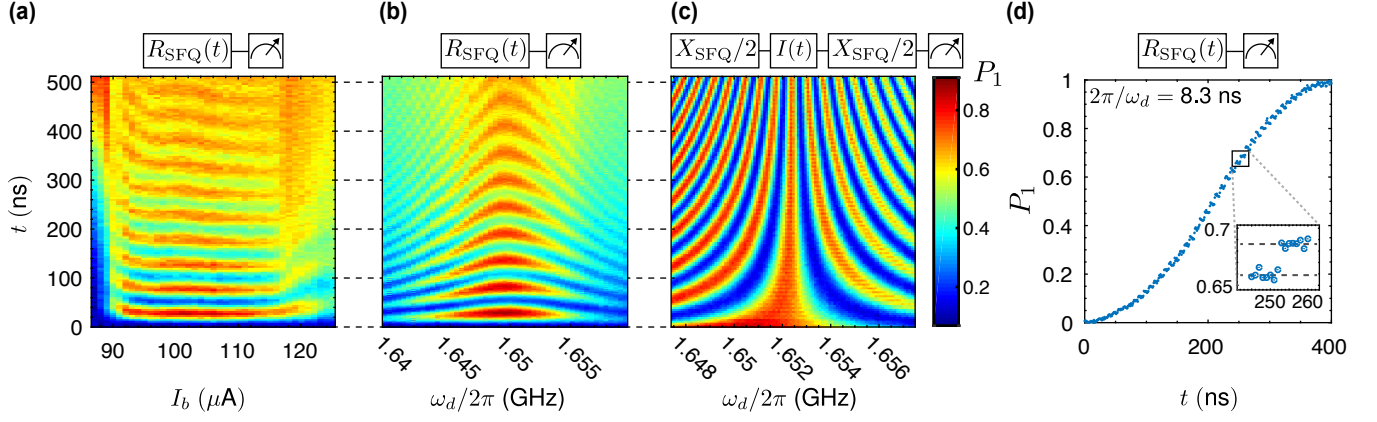 (a)
R_SFQ(t)
t (ns)
500
400
300
200
100
0
90 100 110 120
I_b (μA)
(b)
R_SFQ(t)
1.64 1.645 1.65 1.655
ω_d/2π (GHz)
(c)
X_SFQ/2 I(t) X_SFQ/2
1.648 1.65 1.652 1.654 1.656
ω_d/2π (GHz)
P_1
0.8
0.6
0.4
0.2
(d)
R_SFQ(t)
2π/ω_d = 8.3 ns
P_1
1
0.8
0.6
0.4
0.2
0
0.7
0.65
250 260
0 200 400
t (ns)